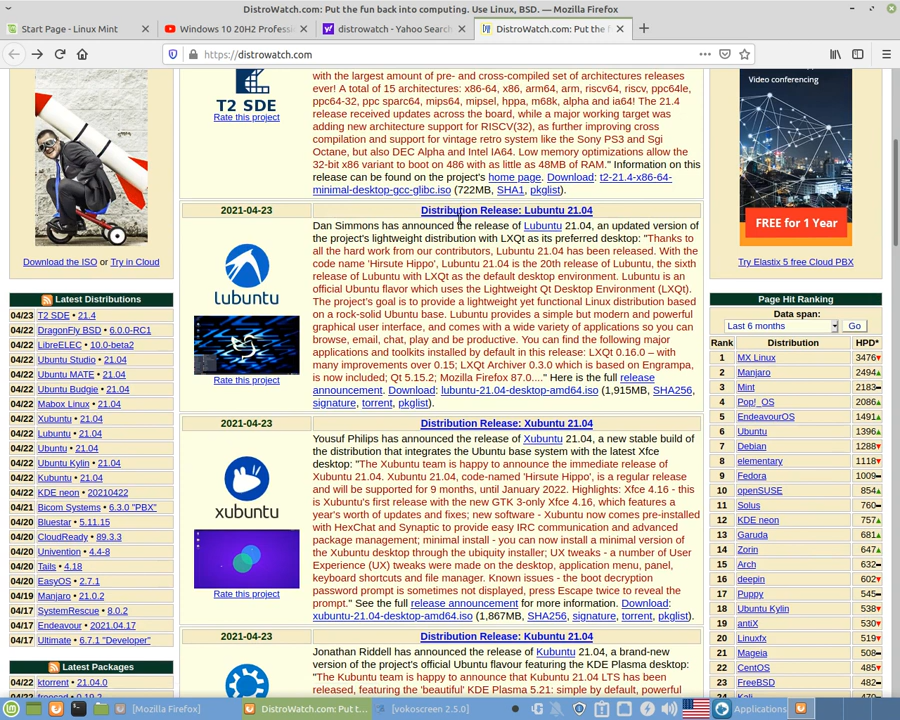 DistroWatch.com: Put the fun back into computing. Use Linux, BSD. — Mozilla Firefox
Start Page - Linux Mint
Windows 10 20H2 Profess
distrowatch - Yahoo Search
DistroWatch.com: Put the f
https://distrowatch.com
Download the ISO or Try in Cloud
Latest Distributions
04/23 T2 SDE • 21.4
04/22 DragonFly BSD • 6.0.0-RC1
04/22 LibreELEC • 10.0-beta2
04/22 Ubuntu Studio • 21.04
04/22 Ubuntu MATE • 21.04
04/22 Ubuntu Budgie • 21.04
04/22 Mabox Linux • 21.04
04/22 Xubuntu • 21.04
04/22 Lubuntu • 21.04
04/22 Ubuntu • 21.04
04/22 Ubuntu Kylin • 21.04
04/22 Kubuntu • 21.04
04/22 KDE neon • 20210422
04/21 Bicom Systems • 6.3.0 "PBX"
04/20 Bluestar • 5.11.15
04/20 CloudReady • 89.3.3
04/20 Univention • 4.4-8
04/20 Tails • 4.18
04/20 EasyOS • 2.7.1
04/19 Manjaro • 21.0.2
04/17 SystemRescue • 8.0.2
04/17 Endeavour • 2021.04.17
04/17 Ultimate • 6.7.1 "Developer"
Latest Packages
04/22 ktorrent • 21.04.0
T2 SDE
Rate this project
with the largest amount of pre- and cross-compiled set of architectures releases
ever! A total of 15 architectures: x86-64, x86, arm64, arm, riscv64, riscv, ppc64le,
ppc64-32, ppc sparc64, mips64, mipsel, hppa, m68k, alpha and ia64! The 21.4
release received updates across the board, while a major working target was
adding new architecture support for RISCV(32), as further improving cross
compilation and support for vintage retro system like the Sony PS3 and Sgi
Octane, but also DEC Alpha and Intel IA64. Low memory optimizations allow the
32-bit x86 variant to boot on 486 with as little as 48MB of RAM." Information on this
release can be found on the project's home page. Download: t2-21.4-x86-64-
minimal-desktop-gcc-glibc.iso (722MB, SHA1, pkglist).
2021-04-23
Distribution Release: Lubuntu 21.04
lubuntu
Rate this project
Dan Simmons has announced the release of Lubuntu 21.04, an updated version of
the project's lightweight distribution with LXQt as its preferred desktop: "Thanks to
all the hard work from our contributors, Lubuntu 21.04 has been released. With the
code name 'Hirsute Hippo', Lubuntu 21.04 is the 20th release of Lubuntu, the sixth
release of Lubuntu with LXQt as the default desktop environment. Lubuntu is an
official Ubuntu flavor which uses the Lightweight Qt Desktop Environment (LXQt).
The project's goal is to provide a lightweight yet functional Linux distribution based
on a rock-solid Ubuntu base. Lubuntu provides a simple but modern and powerful
graphical user interface, and comes with a wide variety of applications so you can
browse, email, chat, play and be productive. You can find the following major
applications and toolkits installed by default in this release: LXQt 0.16.0 – with
many improvements over 0.15; LXQt Archiver 0.3.0 which is based on Engrampa,
is now included; Qt 5.15.2; Mozilla Firefox 87.0...." Here is the full release
announcement. Download: lubuntu-21.04-desktop-amd64.iso (1,915MB, SHA256,
signature, torrent, pkglist).
2021-04-23
Distribution Release: Xubuntu 21.04
xubuntu
Rate this project
Yousuf Philips has announced the release of Xubuntu 21.04, a new stable build of
the distribution that integrates the Ubuntu base system with the latest Xfce
desktop: "The Xubuntu team is happy to announce the immediate release of
Xubuntu 21.04. Xubuntu, code-named 'Hirsute Hippo', is a regular release
and will be supported for 9 months, until January 2022. Highlights: Xfce 4.16 - this
is Xubuntu's first release with the new GTK 3-only Xfce 4.16, which features a
year's worth of updates and fixes; new software - Xubuntu now comes pre-installed
with HexChat and Synaptic to provide easy IRC communication and advanced
package management; minimal install - you can now install a minimal version of
the Xubuntu desktop through the ubiquity installer; UX tweaks - a number of User
Experience (UX) tweaks were made on the desktop, application menu, panel,
keyboard shortcuts and file manager. Known issues - the boot decryption
password prompt is sometimes not displayed, press Escape twice to reveal the
prompt." See the full release announcement for more information. Download:
xubuntu-21.04-desktop-amd64.iso (1,867MB, SHA256, signature, torrent, pkglist).
2021-04-23
Distribution Release: Kubuntu 21.04
Jonathan Riddell has announced the release of Kubuntu 21.04, a brand-new
version of the project's official Ubuntu flavour featuring the KDE Plasma desktop:
"The Kubuntu team is happy to announce that Kubuntu 21.04 LTS has been
released, featuring the 'beautiful' KDE Plasma 5.21: simple by default, powerful
Video conferencing
FREE for 1 Year
Try Elastix 5 free Cloud PBX
Page Hit Ranking
Data span:
Last 6 months
Go
Rank Distribution HPD*
1 MX Linux 3476
2 Manjaro 2494
3 Mint 2183
4 Pop!_OS 2086
5 EndeavourOS 1491
6 Ubuntu 1396
7 Debian 1288
8 elementary 1118
9 Fedora 1009
10 openSUSE 854
11 Solus 760
12 KDE neon 757
13 Garuda 681
14 Zorin 647
15 Arch 632
16 deepin 602
17 Puppy 545
18 Ubuntu Kylin 538
19 antiX 530
20 Linuxfx 519
21 Mageia 508
22 CentOS 485
23 FreeBSD 482
[Mozilla Firefox]
DistroWatch.com: Put t...
[vokoscreen 2.5.0]
Applications